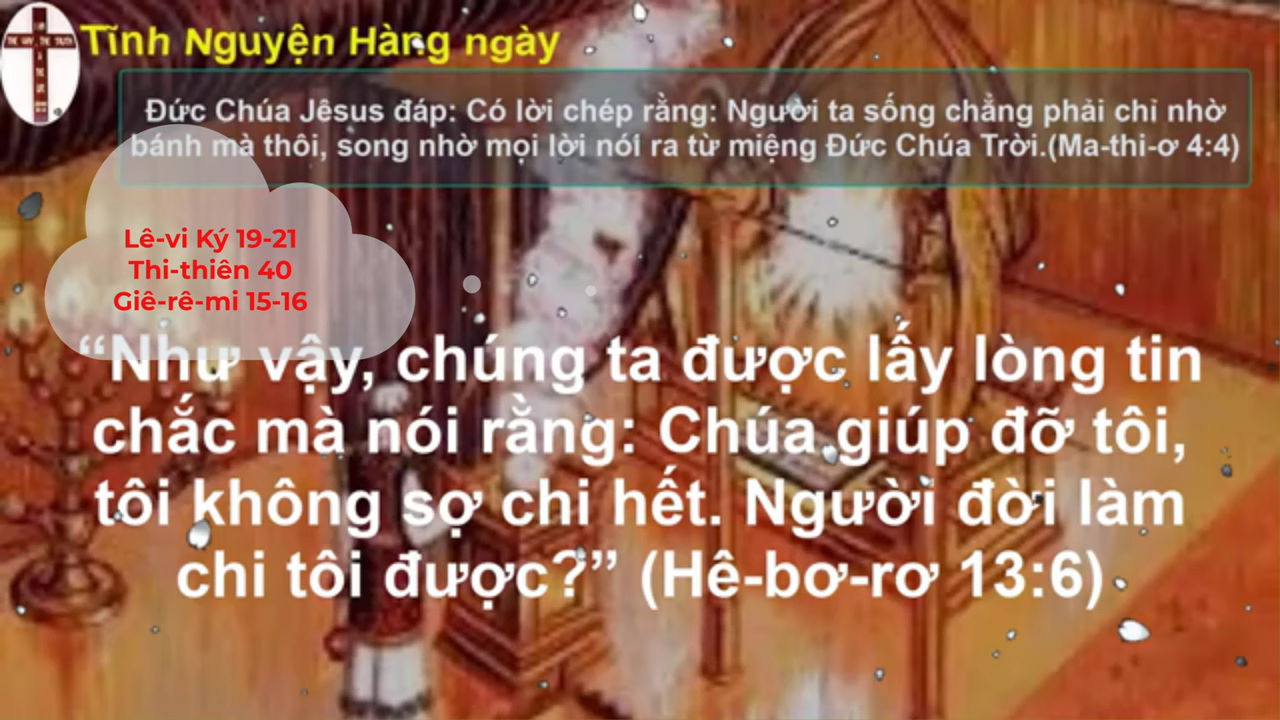 Tĩnh Nguyện Hàng ngày
Đức Chúa Jêsus đáp: Có lời chép rằng: Người ta sống chẳng phải chỉ nhờ
bánh mà thôi, song nhờ mọi lời nói ra từ miệng Đức Chúa Trời.(Ma-thi-ơ 4:4)
Lê-vi Ký 19-21
Thi-thiên 40
Giê-rê-mi 15-16
“Như vậy, chúng ta được lấy lòng tin
chắc mà nói rằng: Chúa giúp đỡ tôi,
tôi không sợ chi hết. Người đời làm
chi tôi được?” (Hê-bơ-rơ 13:6)